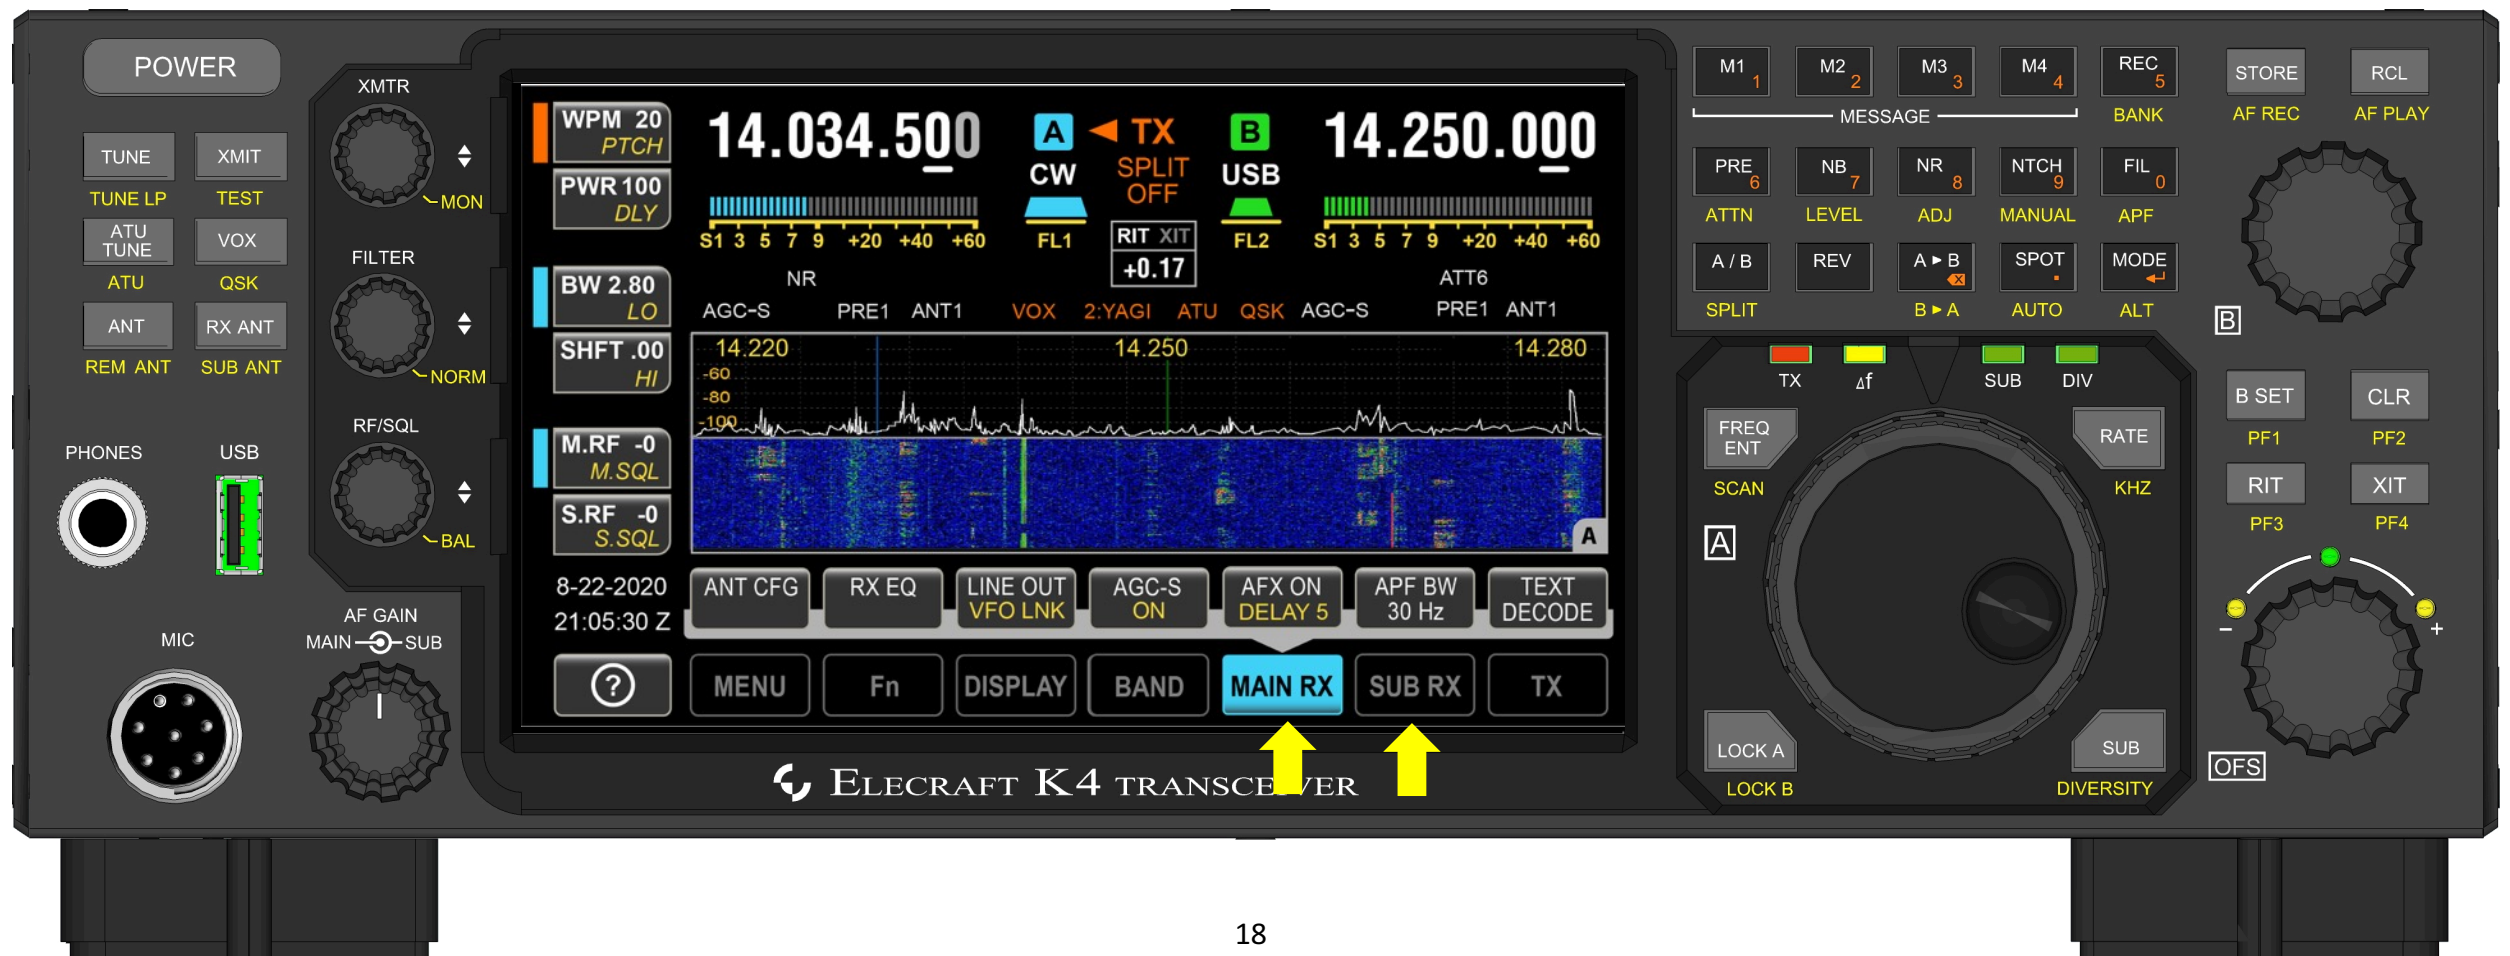 POWER
TUNE
XMIT
TUNE LP
TEST
ATU
TUNE
VOX
ATU
QSK
ANT
RX ANT
REM ANT
SUB ANT
PHONES
USB
MIC
XMTR
MON
FILTER
NORM
RF/SQL
BAL
AF GAIN
MAIN
SUB
WPM 20
PTCH
PWR 100
DLY
BW 2.80
LO
SHFT .00
HI
M.RF -0
M.SQL
S.RF -0
S.SQL
8-22-2020
21:05:30 Z
?
14.034.500
A
TX
B
14.250.000
CW
SPLIT
OFF
USB
S1 3 5 7 9 +20 +40 +60
FL1
RIT XIT
+0.17
FL2
S1 3 5 7 9 +20 +40 +60
NR
ATT6
AGC-S
PRE1
ANT1
VOX
2:YAGI
ATU
QSK
AGC-S
PRE1
ANT1
14.220
14.250
14.280
-60
-80
-100
A
ANT CFG
RX EQ
LINE OUT
VFO LNK
AGC-S
ON
AFX ON
DELAY 5
APF BW
30 Hz
TEXT
DECODE
MENU
Fn
DISPLAY
BAND
MAIN RX
SUB RX
TX
ELECRAFT K4 TRANSCEIVER
M1 1
M2 2
M3 3
M4 4
REC 5
MESSAGE
BANK
PRE 6
NB 7
NR 8
NTCH 9
FIL 0
ATTN
LEVEL
ADJ
MANUAL
APF
A / B
REV
A ▸ B
SPOT .
MODE
SPLIT
B ▸ A
AUTO
ALT
TX
Δf
SUB
DIV
FREQ
ENT
SCAN
RATE
KHZ
A
LOCK A
LOCK B
SUB
DIVERSITY
STORE
RCL
AF REC
AF PLAY
B
B SET
CLR
PF1
PF2
RIT
XIT
PF3
PF4
−
+
OFS
18